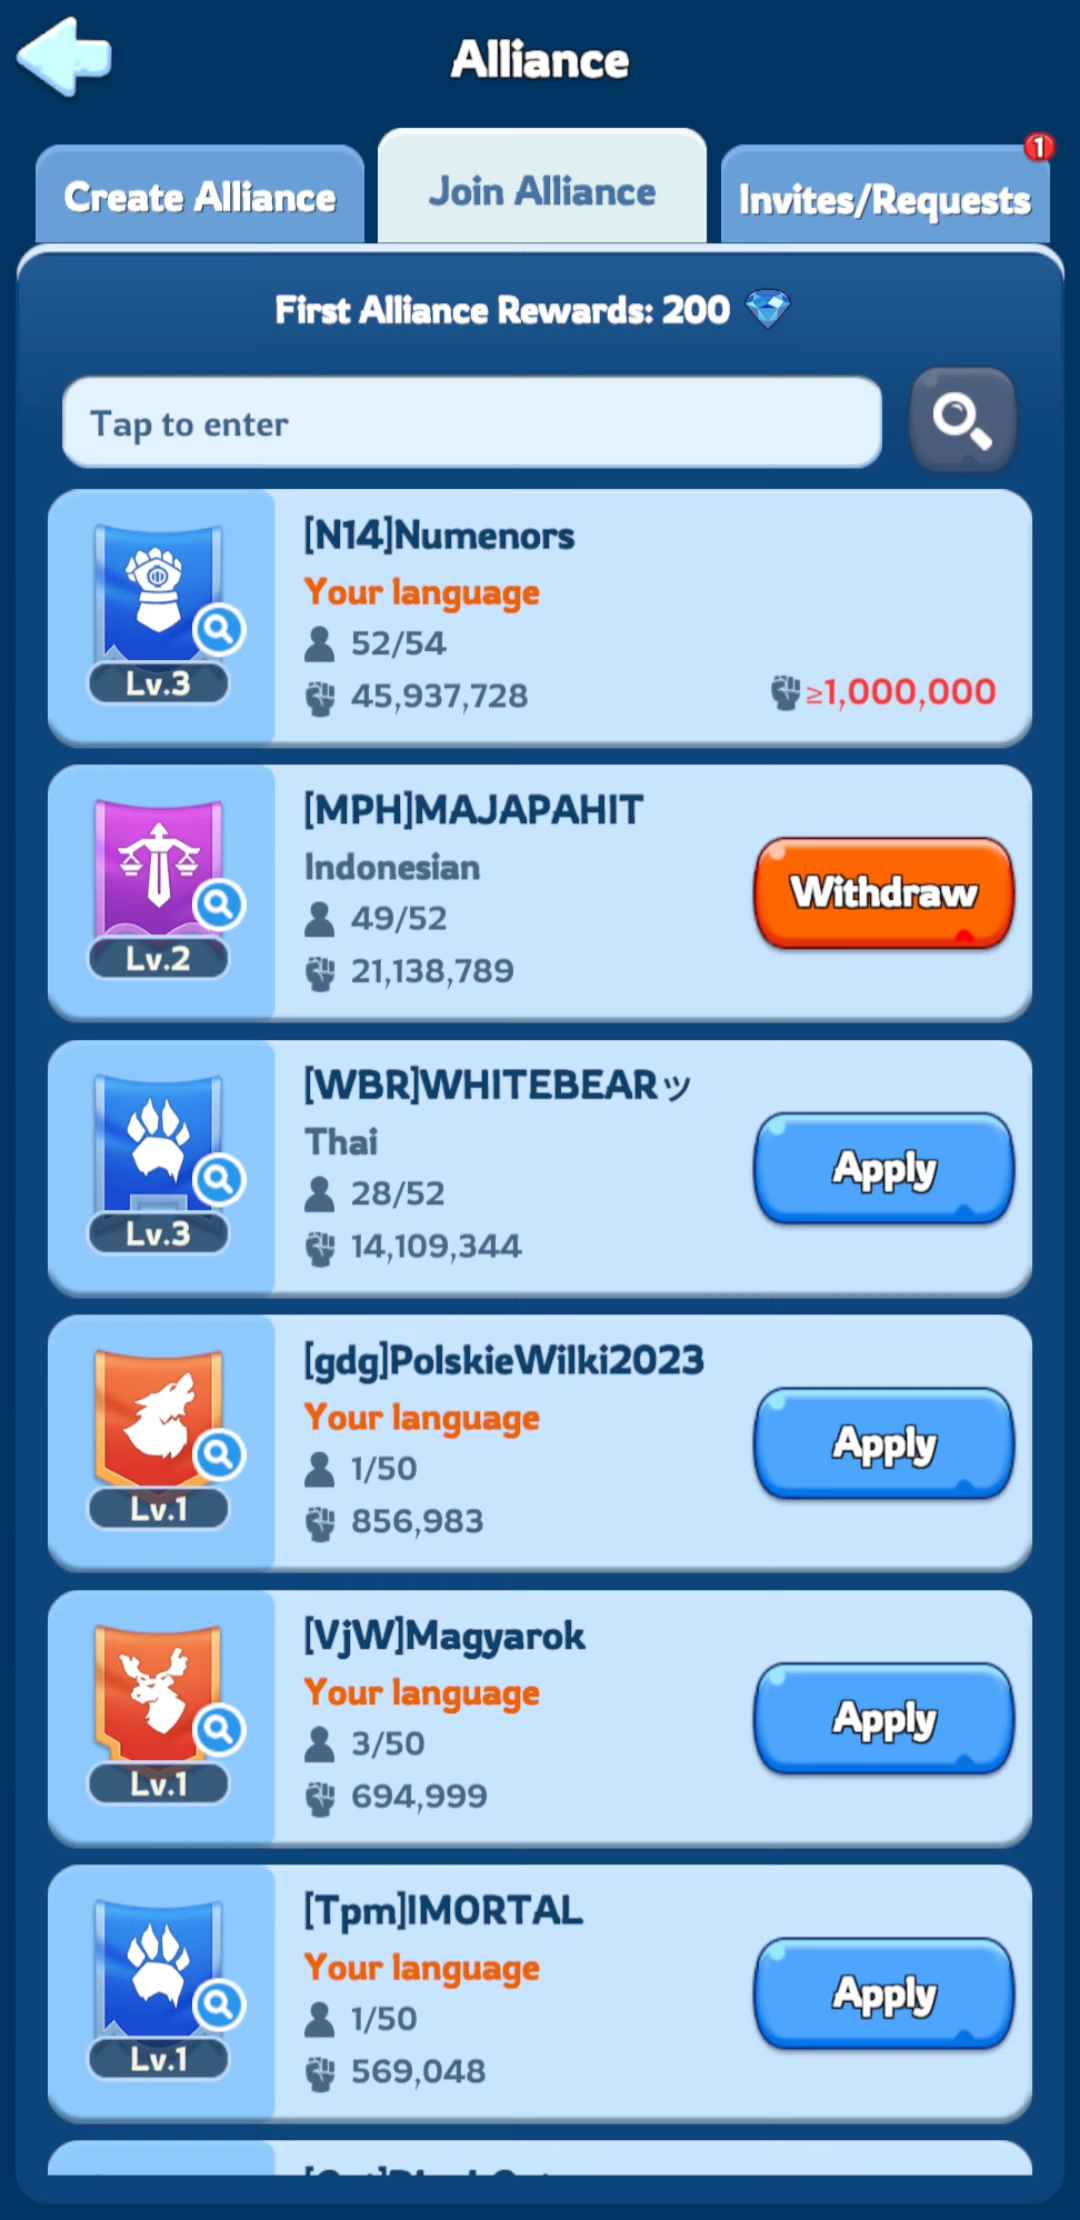 Alliance
Create Alliance
Join Alliance
Invites/Requests
1
First Alliance Rewards: 200
Tap to enter
[N14]Numenors
Your language
52/54
45,937,728
≥1,000,000
Lv.3
[MPH]MAJAPAHIT
Indonesian
49/52
21,138,789
Withdraw
Lv.2
[WBR]WHITEBEARッ
Thai
28/52
14,109,344
Apply
Lv.3
[gdg]PolskieWilki2023
Your language
1/50
856,983
Apply
Lv.1
[VjW]Magyarok
Your language
3/50
694,999
Apply
Lv.1
[Tpm]IMORTAL
Your language
1/50
569,048
Apply
Lv.1